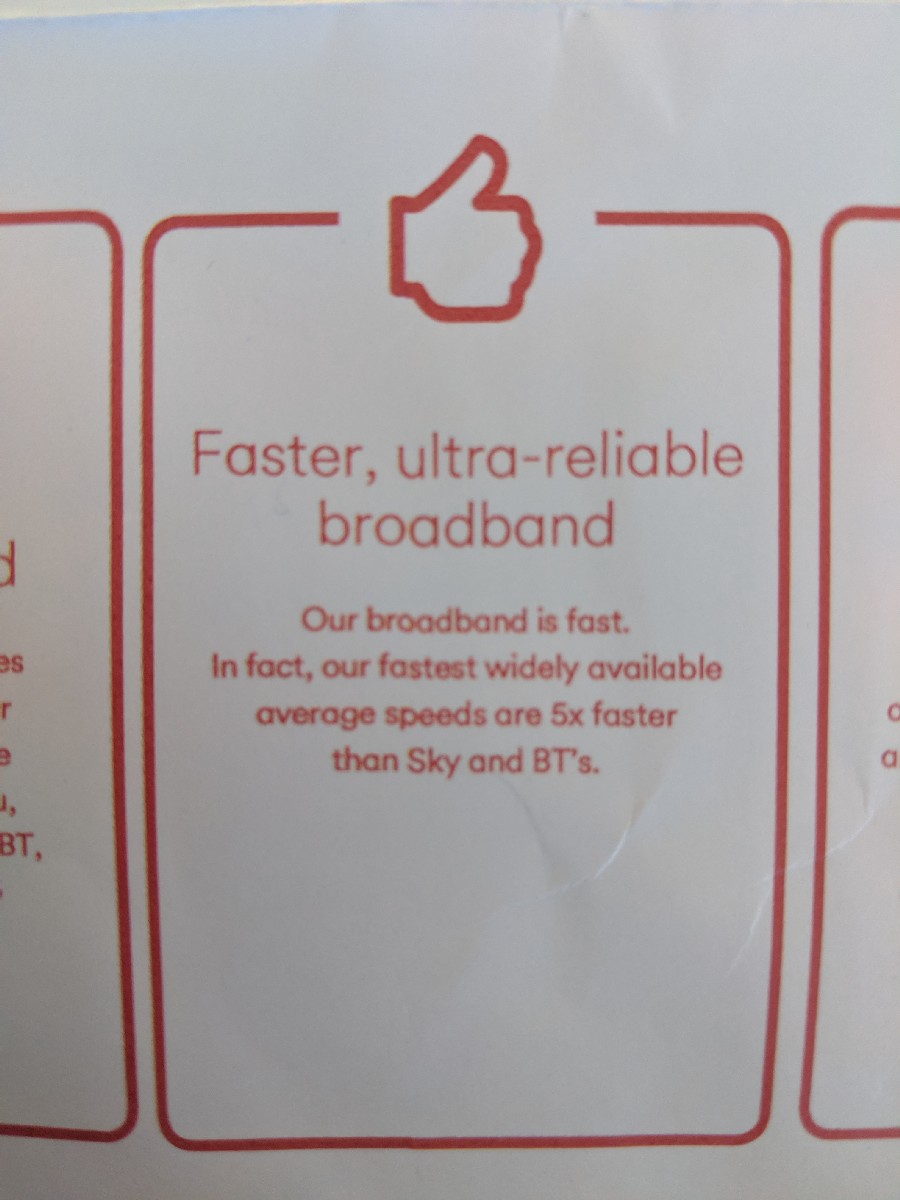 Faster, ultra-reliable
broadband
Our broadband is fast.
In fact, our fastest widely available
average speeds are 5x faster
than Sky and BT's.
BT,